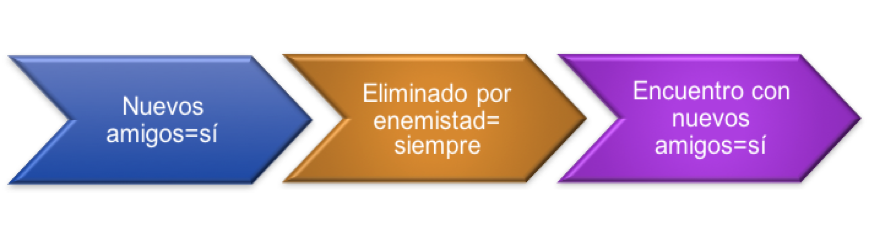 Nuevos
amigos=sí
Eliminado por
enemistad=
siempre
Encuentro con
nuevos
amigos=sí